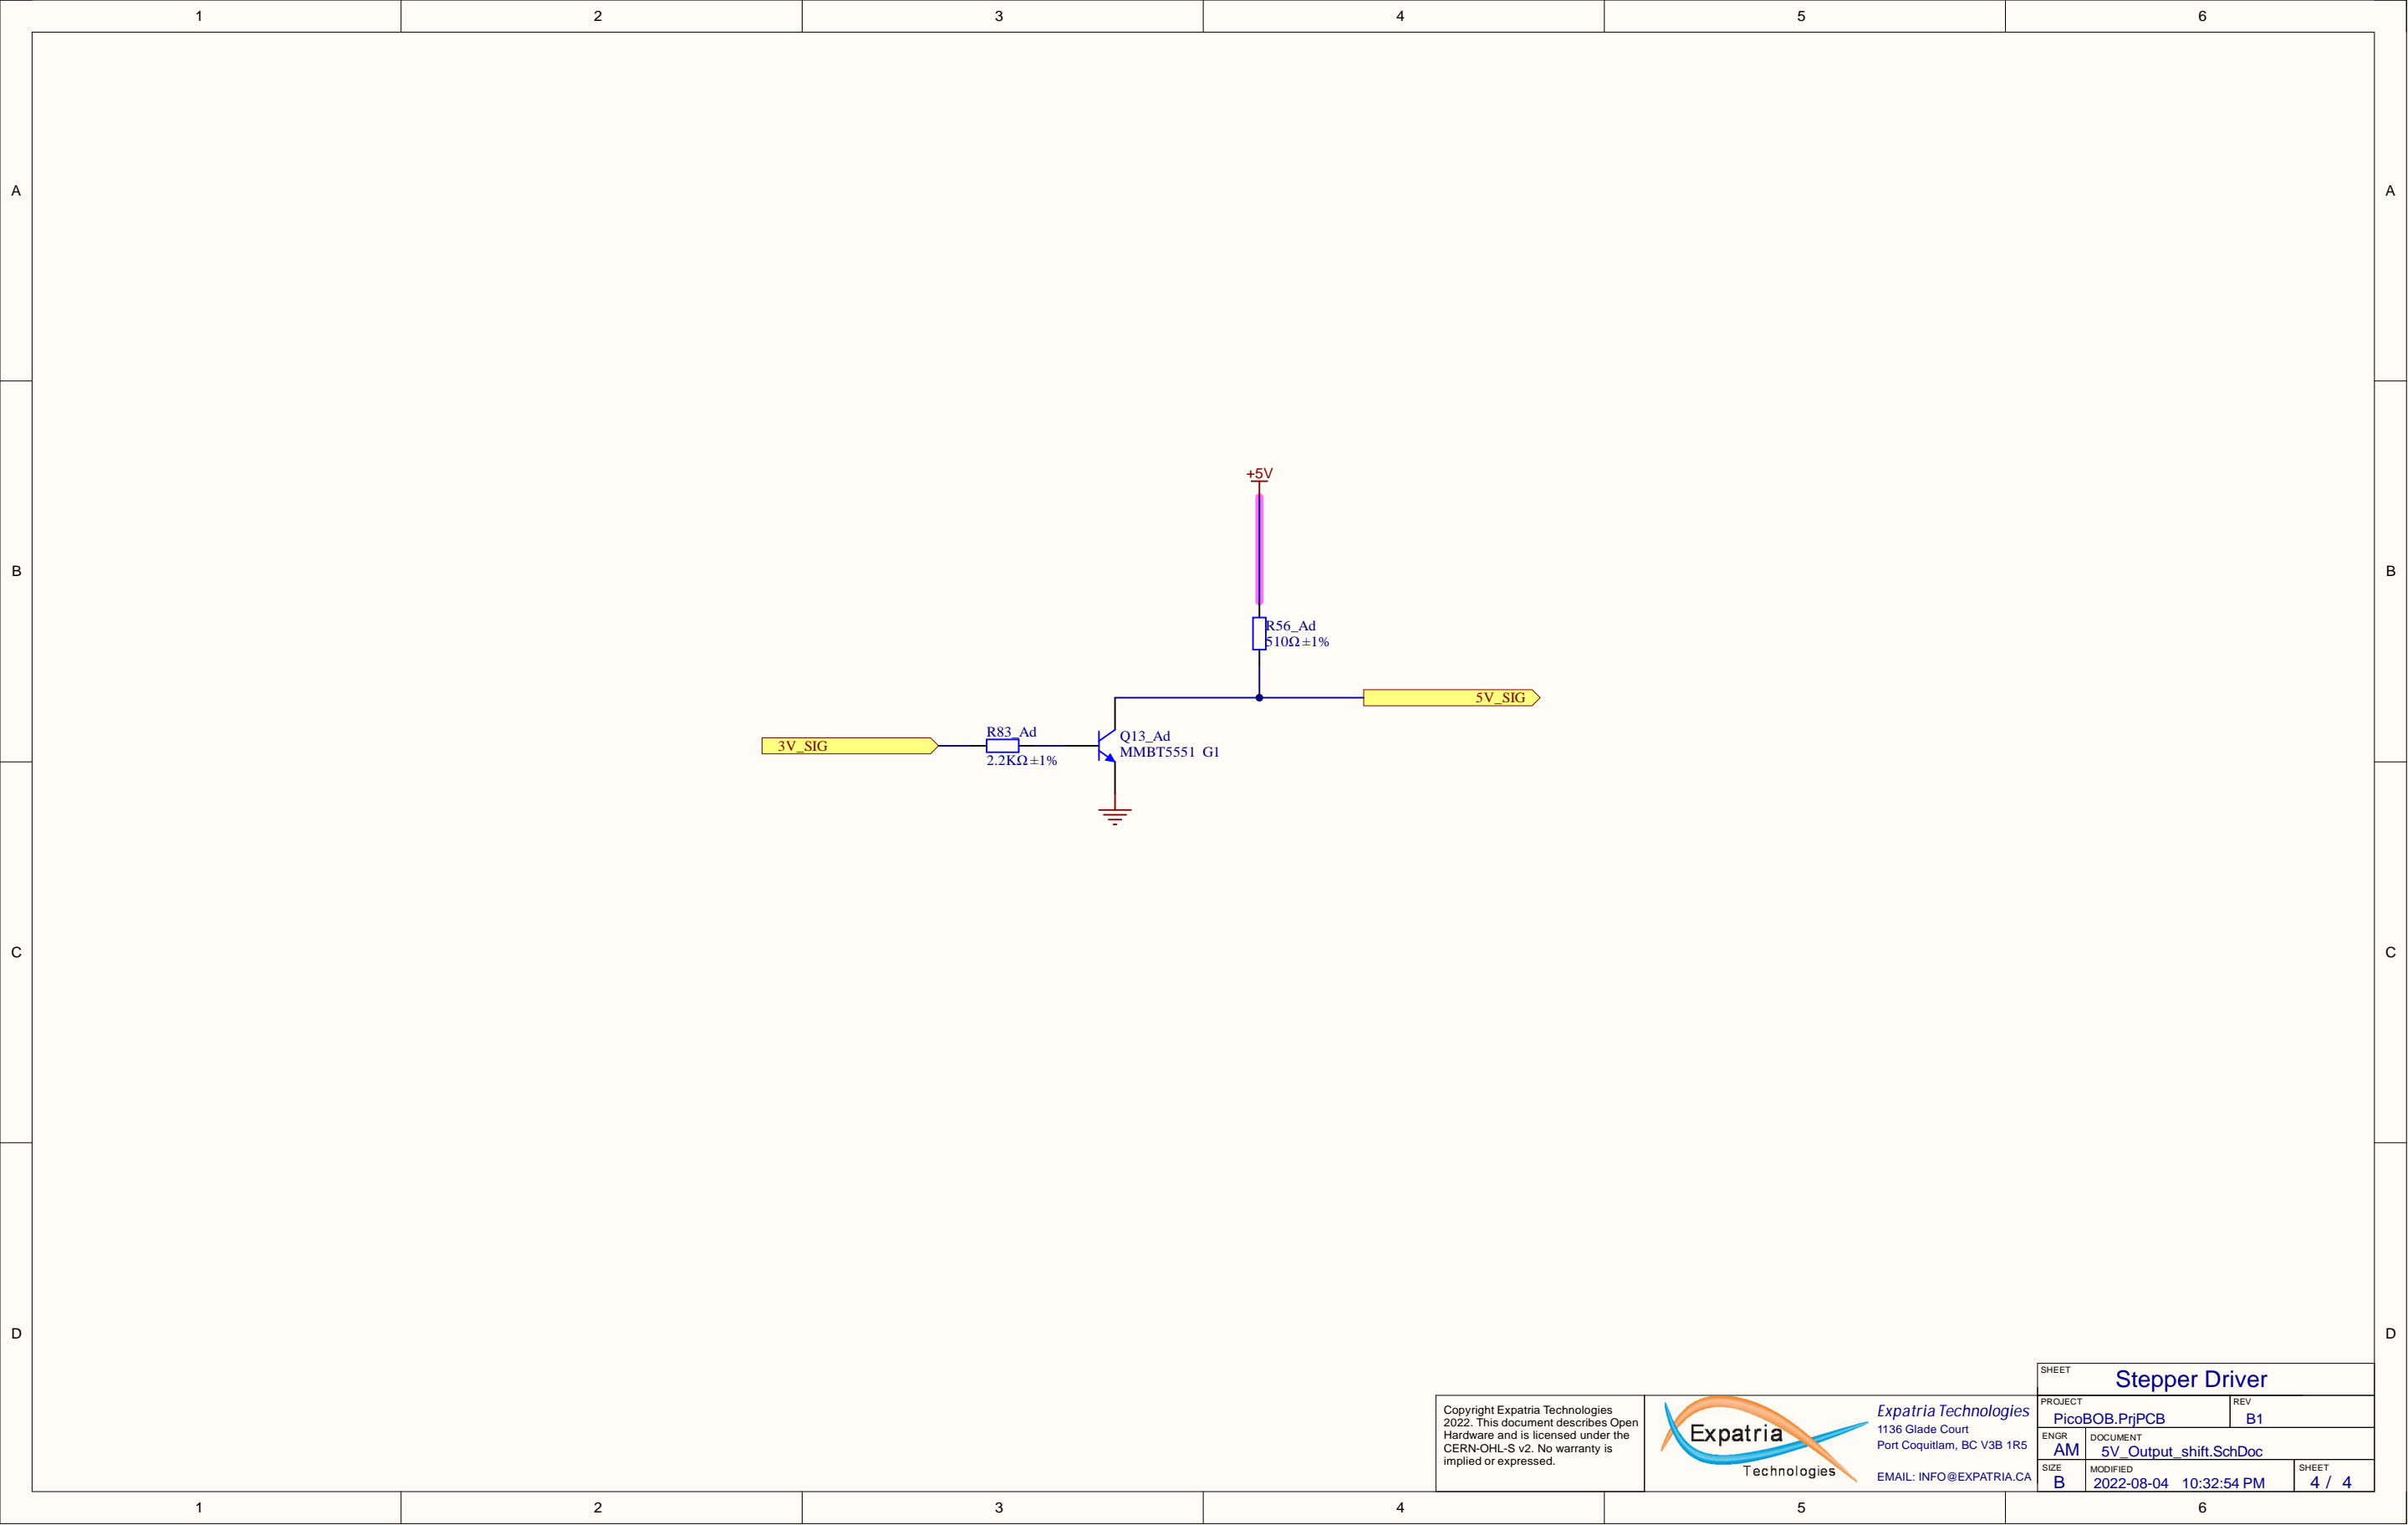 1 2 3 4 5 6
A A
+5V
B B
R56_Ad
510Ω ±1%
5V_SIG
R83_Ad
3V_SIG
2.2KΩ ±1%
Q13_Ad
MMBT5551 G1
C C
D D
Copyright Expatria Technologies
2022. This document describes Open
Hardware and is licensed under the
CERN-OHL-S v2. No warranty is
implied or expressed.
Expatria
Technologies
Expatria Technologies
1136 Glade Court
Port Coquitlam, BC V3B 1R5
EMAIL: INFO@EXPATRIA.CA
SHEET
Stepper Driver
PROJECT REV
PicoBOB.PrjPCB B1
ENGR DOCUMENT
AM 5V_Output_shift.SchDoc
SIZE MODIFIED SHEET
B 2022-08-04 10:32:54 PM 4 / 4
1 2 3 4 5 6